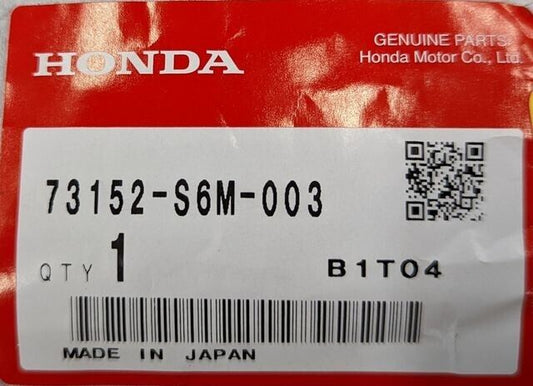 HONDA
GENUINE PARTS
Honda Motor Co., Ltd.
73152-S6M-003
QTY 1
B1T04
MADE IN JAPAN